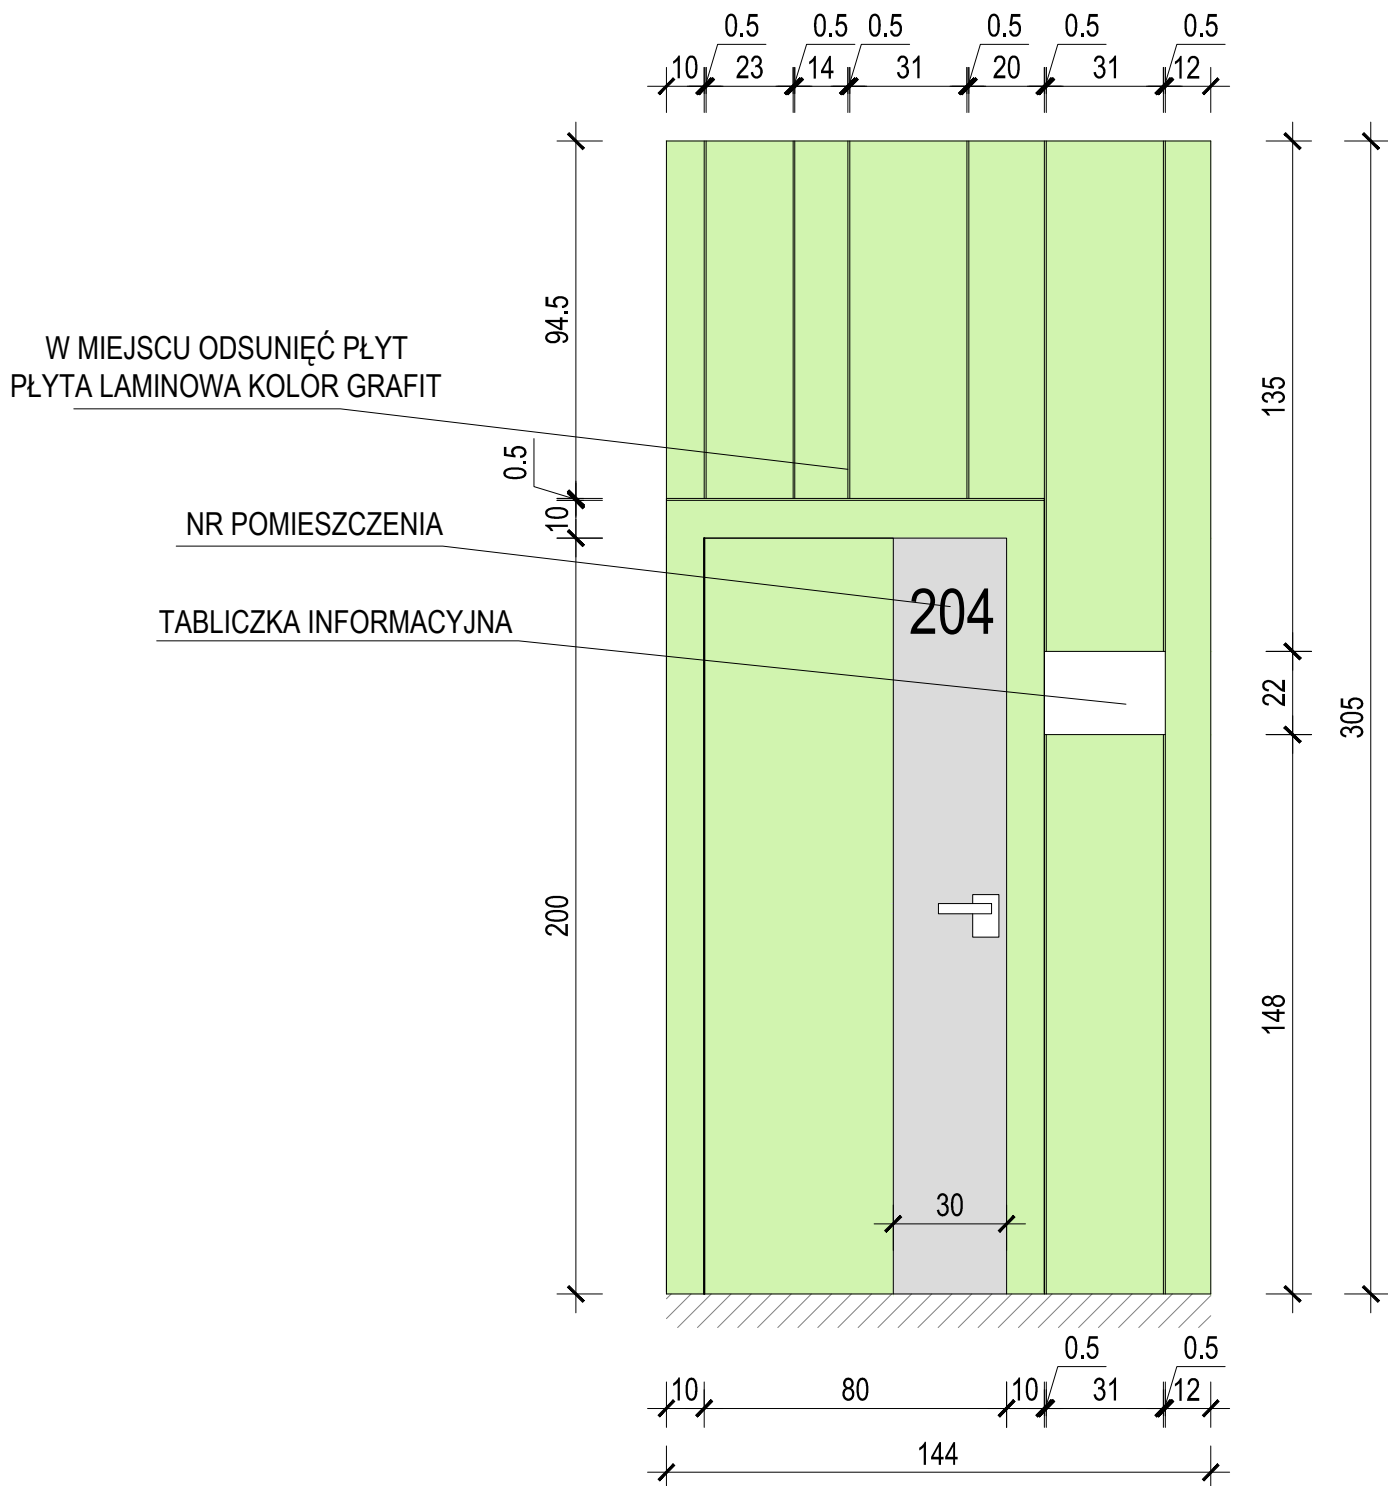 0.5 0.5 0.5 0.5 0.5 0.5
10 23 14 31 20 31 12
94.5
W MIEJSCU ODSUNIĘĆ PŁYT
PŁYTA LAMINOWA KOLOR GRAFIT
135
0.5
10
NR POMIESZCZENIA
204
TABLICZKA INFORMACYJNA
22
305
200
148
30
0.5 0.5
10 80 10 31 12
144